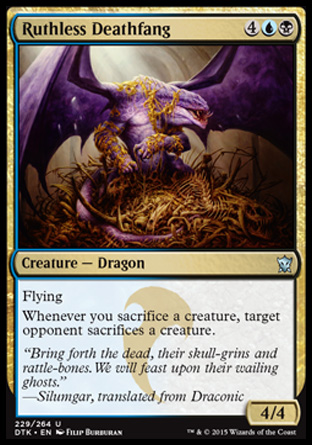 Ruthless Deathfang 4
Creature — Dragon
Flying
Whenever you sacrifice a creature, target
opponent sacrifices a creature.
“Bring forth the dead, their skull-grins and
rattle-bones. We will feast upon their wailing
ghosts.”
—Silumgar, translated from Draconic
4/4
229/264 U
DTK • EN Filip Burburan
™ & © 2015 Wizards of the Coast